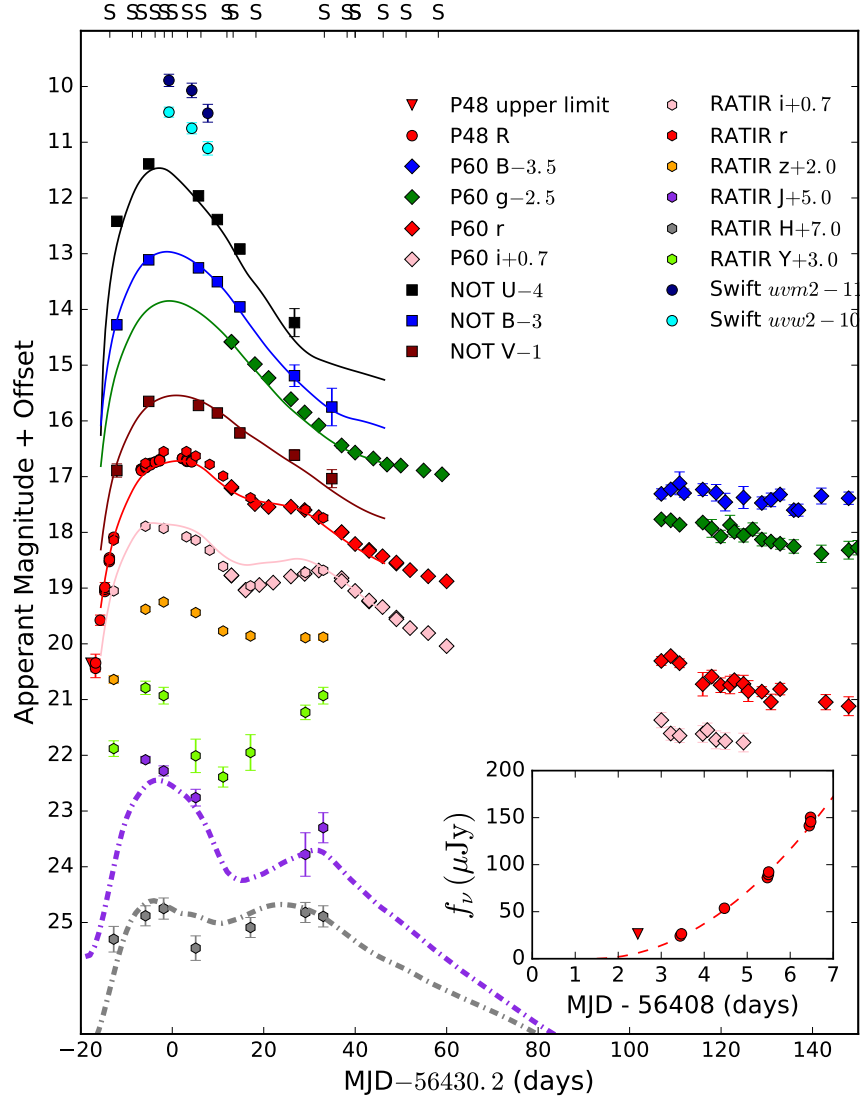 S S S S S S S S S S S S S S S S S
10
11
12
13
14
15
16
17
18
19
20
21
22
23
24
25
Apperant Magnitude + Offset
P48 upper limit
P48 R
P60 B−3.5
P60 g−2.5
P60 r
P60 i+0.7
NOT U−4
NOT B−3
NOT V−1
RATIR i+0.7
RATIR r
RATIR z+2.0
RATIR J+5.0
RATIR H+7.0
RATIR Y+3.0
Swift uvm2−11
Swift uvw2−10
200
150
100
50
0
fν (μJy)
0 1 2 3 4 5 6 7
MJD - 56408 (days)
−20 0 20 40 60 80 100 120 140
MJD−56430.2 (days)